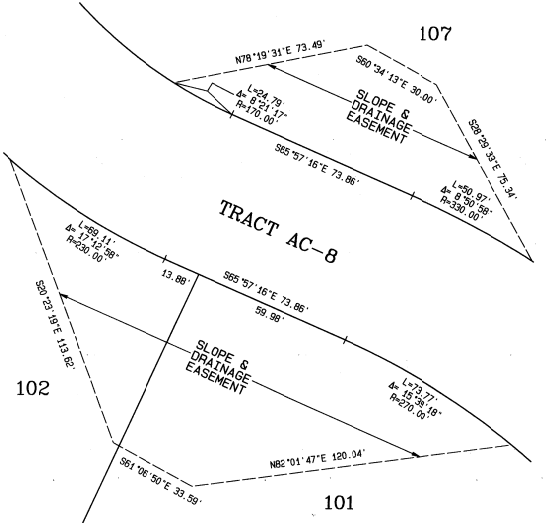 107
N78°19'31"E 73.49'
S60°34'13"E 30.00'
L=24.79
Δ= 8°21'17"
R=170.00'
SLOPE &
DRAINAGE
EASEMENT
S28°29'33"E 75.34'
S65°57'16"E 73.86'
L=50.97'
Δ= 8°50'58"
R=330.00'
TRACT AC-8
L=69.11'
Δ= 17°12'58"
R=230.00'
13.88'
S65°57'16"E 73.86'
59.98'
S20°23'19"E 113.62'
SLOPE &
DRAINAGE
EASEMENT
102
L=73.77'
Δ= 15°39'18"
R=270.00'
N82°01'47"E 120.04'
S61°06'50"E 33.59'
101